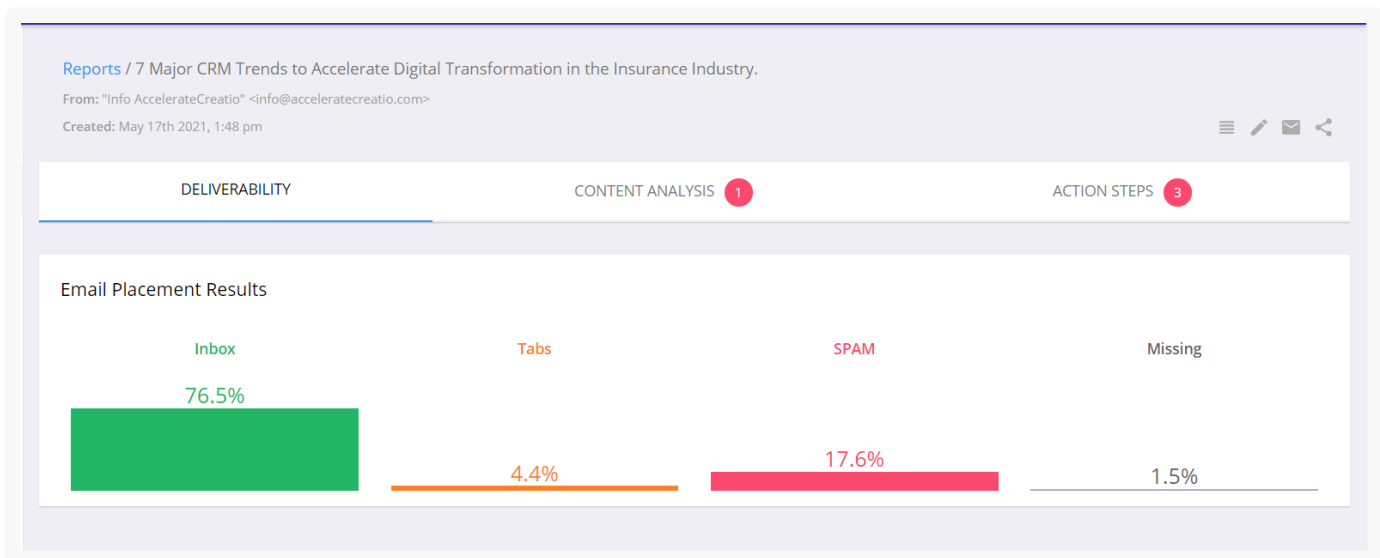 Reports / 7 Major CRM Trends to Accelerate Digital Transformation in the Insurance Industry.
From: "Info AccelerateCreatio" <info@acceleratecreatio.com>
Created: May 17th 2021, 1:48 pm
DELIVERABILITY
CONTENT ANALYSIS 1
ACTION STEPS 3
Email Placement Results
Inbox
Tabs
SPAM
Missing
76.5%
4.4%
17.6%
1.5%